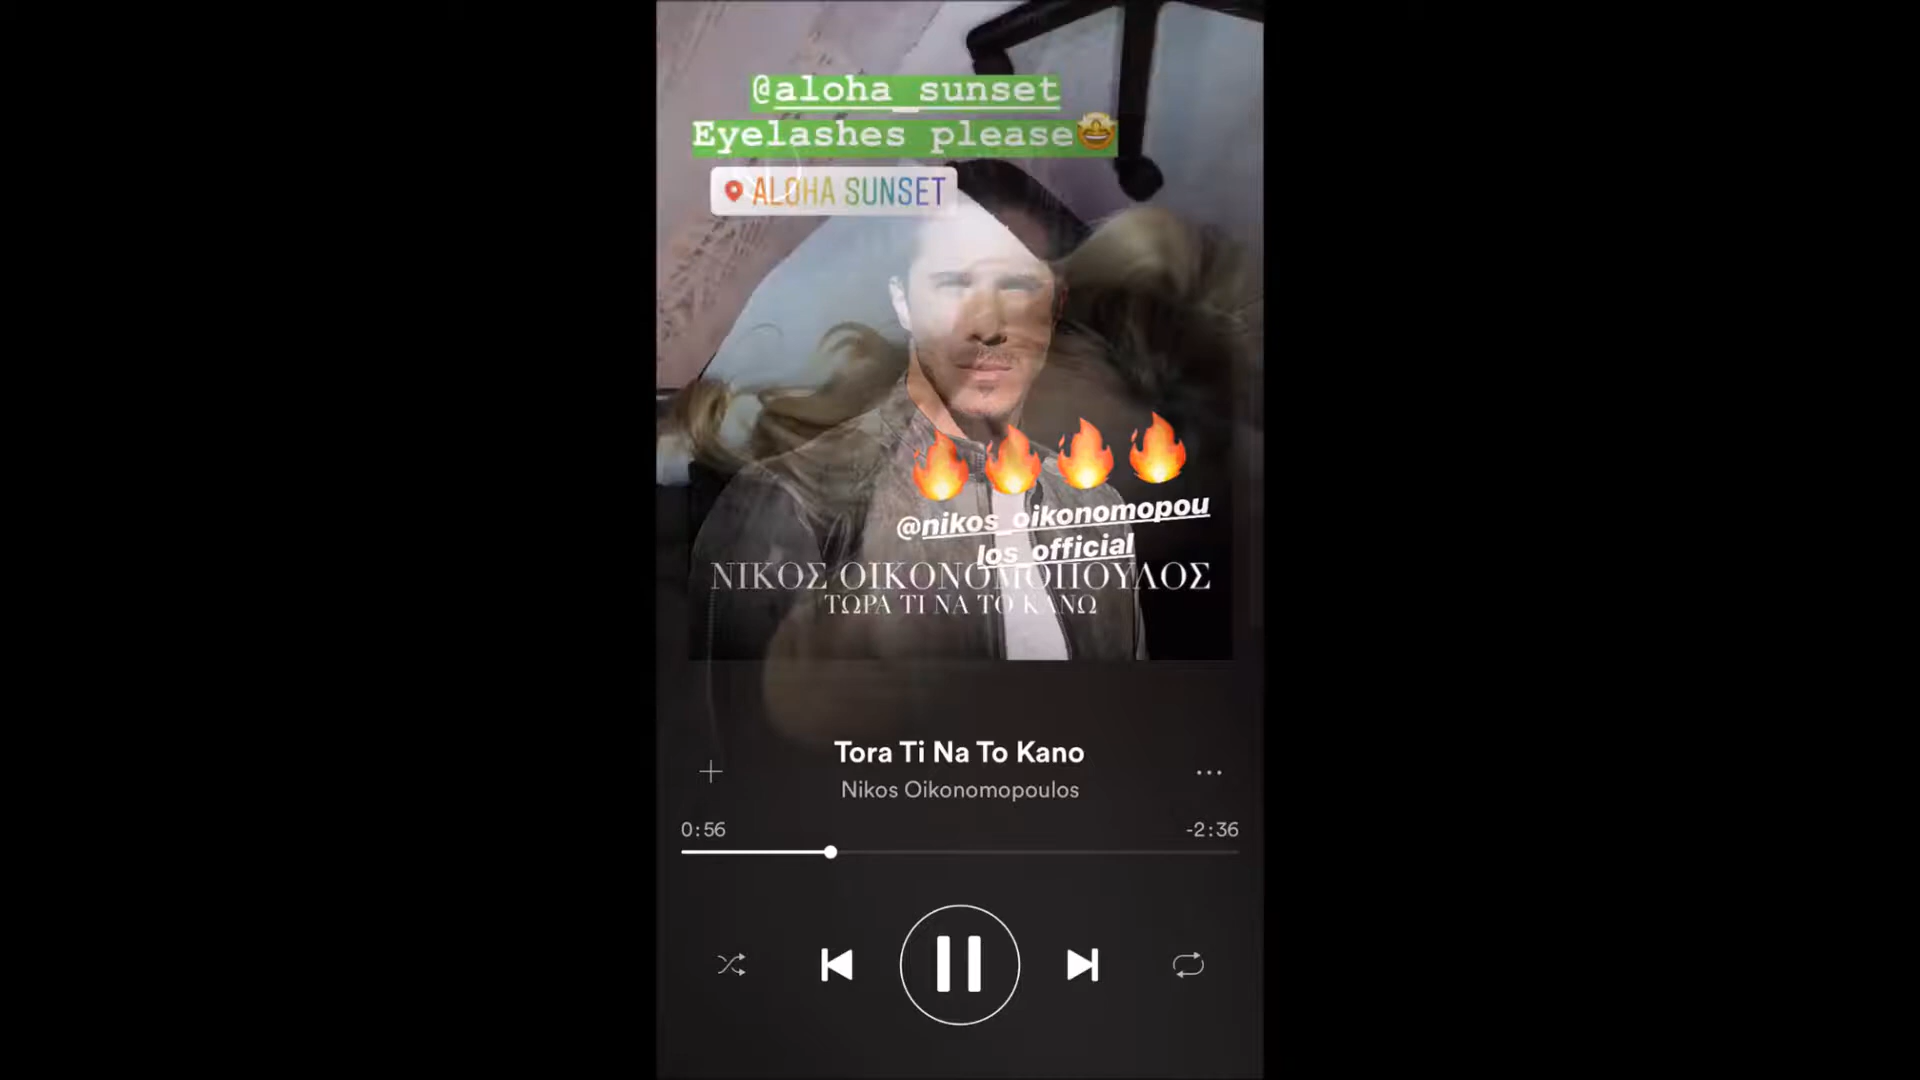 @aloha_sunset
Eyelashes please🤩
ALOHA SUNSET
@nikos_oikonomopou
los_official
ΝΙΚΟΣ ΟΙΚΟΝΟΜΟΠΟΥΛΟΣ
ΤΩΡΑ ΤΙ ΝΑ ΤΟ ΚΑΝΩ
Tora Ti Na To Kano
Nikos Oikonomopoulos
0:56
-2:36